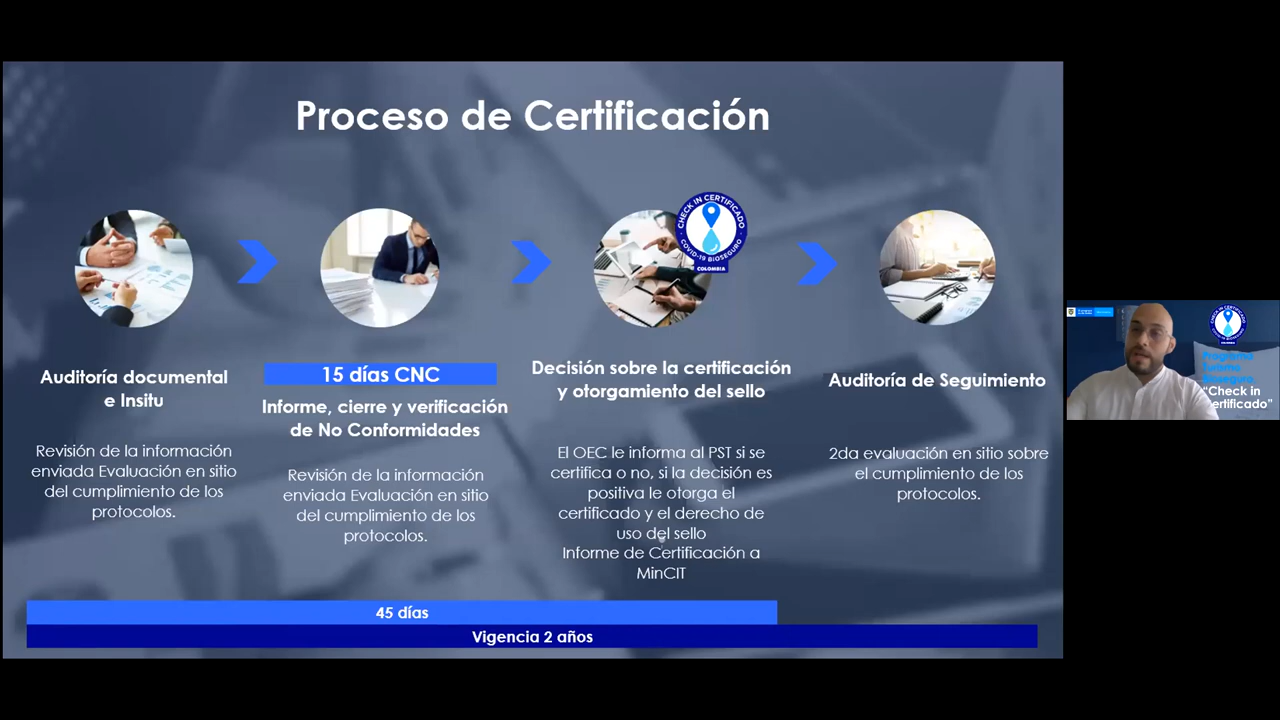 Proceso de Certificación
CHECK IN CERTIFICADO
COVID-19 BIOSEGURO
COLOMBIA
Auditoría documental
e Insitu
Revisión de la información
enviada Evaluación en sitio
del cumplimiento de los
protocolos.
15 días CNC
Informe, cierre y verificación
de No Conformidades
Revisión de la información
enviada Evaluación en sitio
del cumplimiento de los
protocolos.
Decisión sobre la certificación
y otorgamiento del sello
El OEC le informa al PST si se
certifica o no, si la decisión es
positiva le otorga el
certificado y el derecho de
uso del sello
Informe de Certificación a
MinCIT
Auditoría de Seguimiento
2da evaluación en sitio sobre
el cumplimiento de los
protocolos.
45 días
Vigencia 2 años
Programa
Turismo
Bioseguro
“Check in